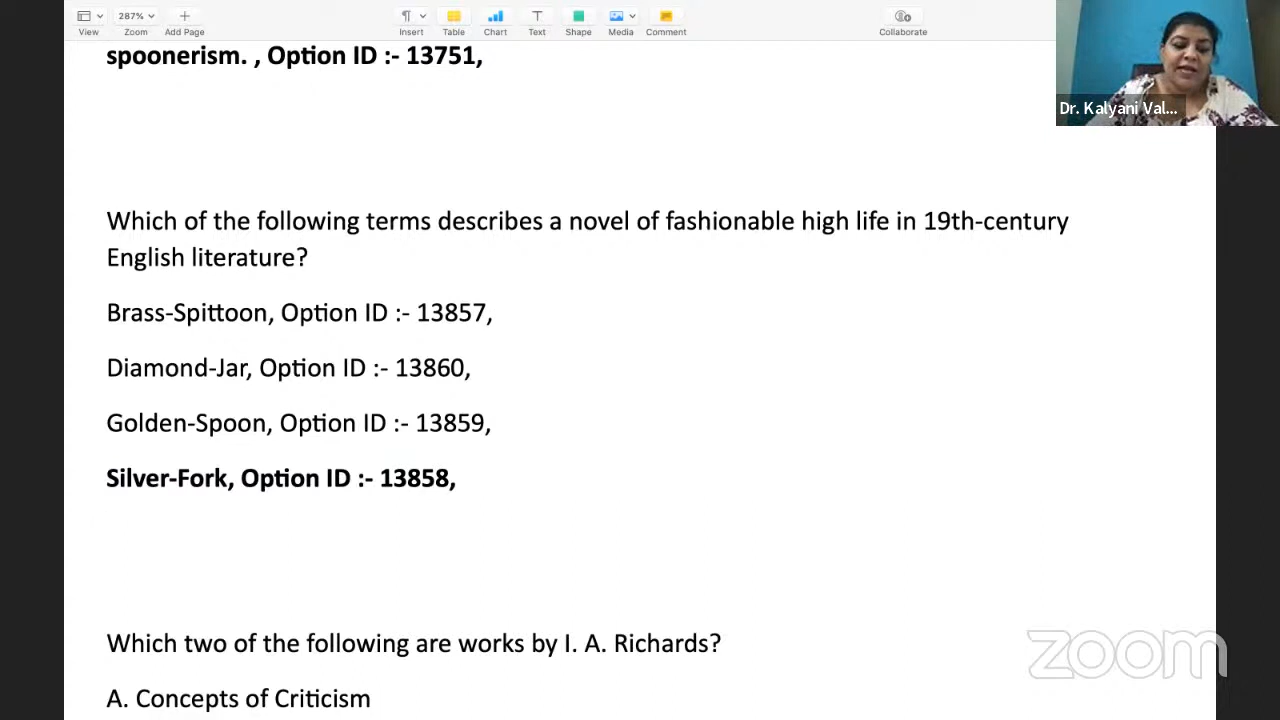 287%
View
Zoom
Add Page
Insert
Table
Chart
Text
Shape
Media
Comment
Collaborate
Dr. Kalyani Val...
spoonerism. , Option ID :- 13751,
Which of the following terms describes a novel of fashionable high life in 19th-century
English literature?
Brass-Spittoon, Option ID :- 13857,
Diamond-Jar, Option ID :- 13860,
Golden-Spoon, Option ID :- 13859,
Silver-Fork, Option ID :- 13858,
Which two of the following are works by I. A. Richards?
A. Concepts of Criticism
zoom